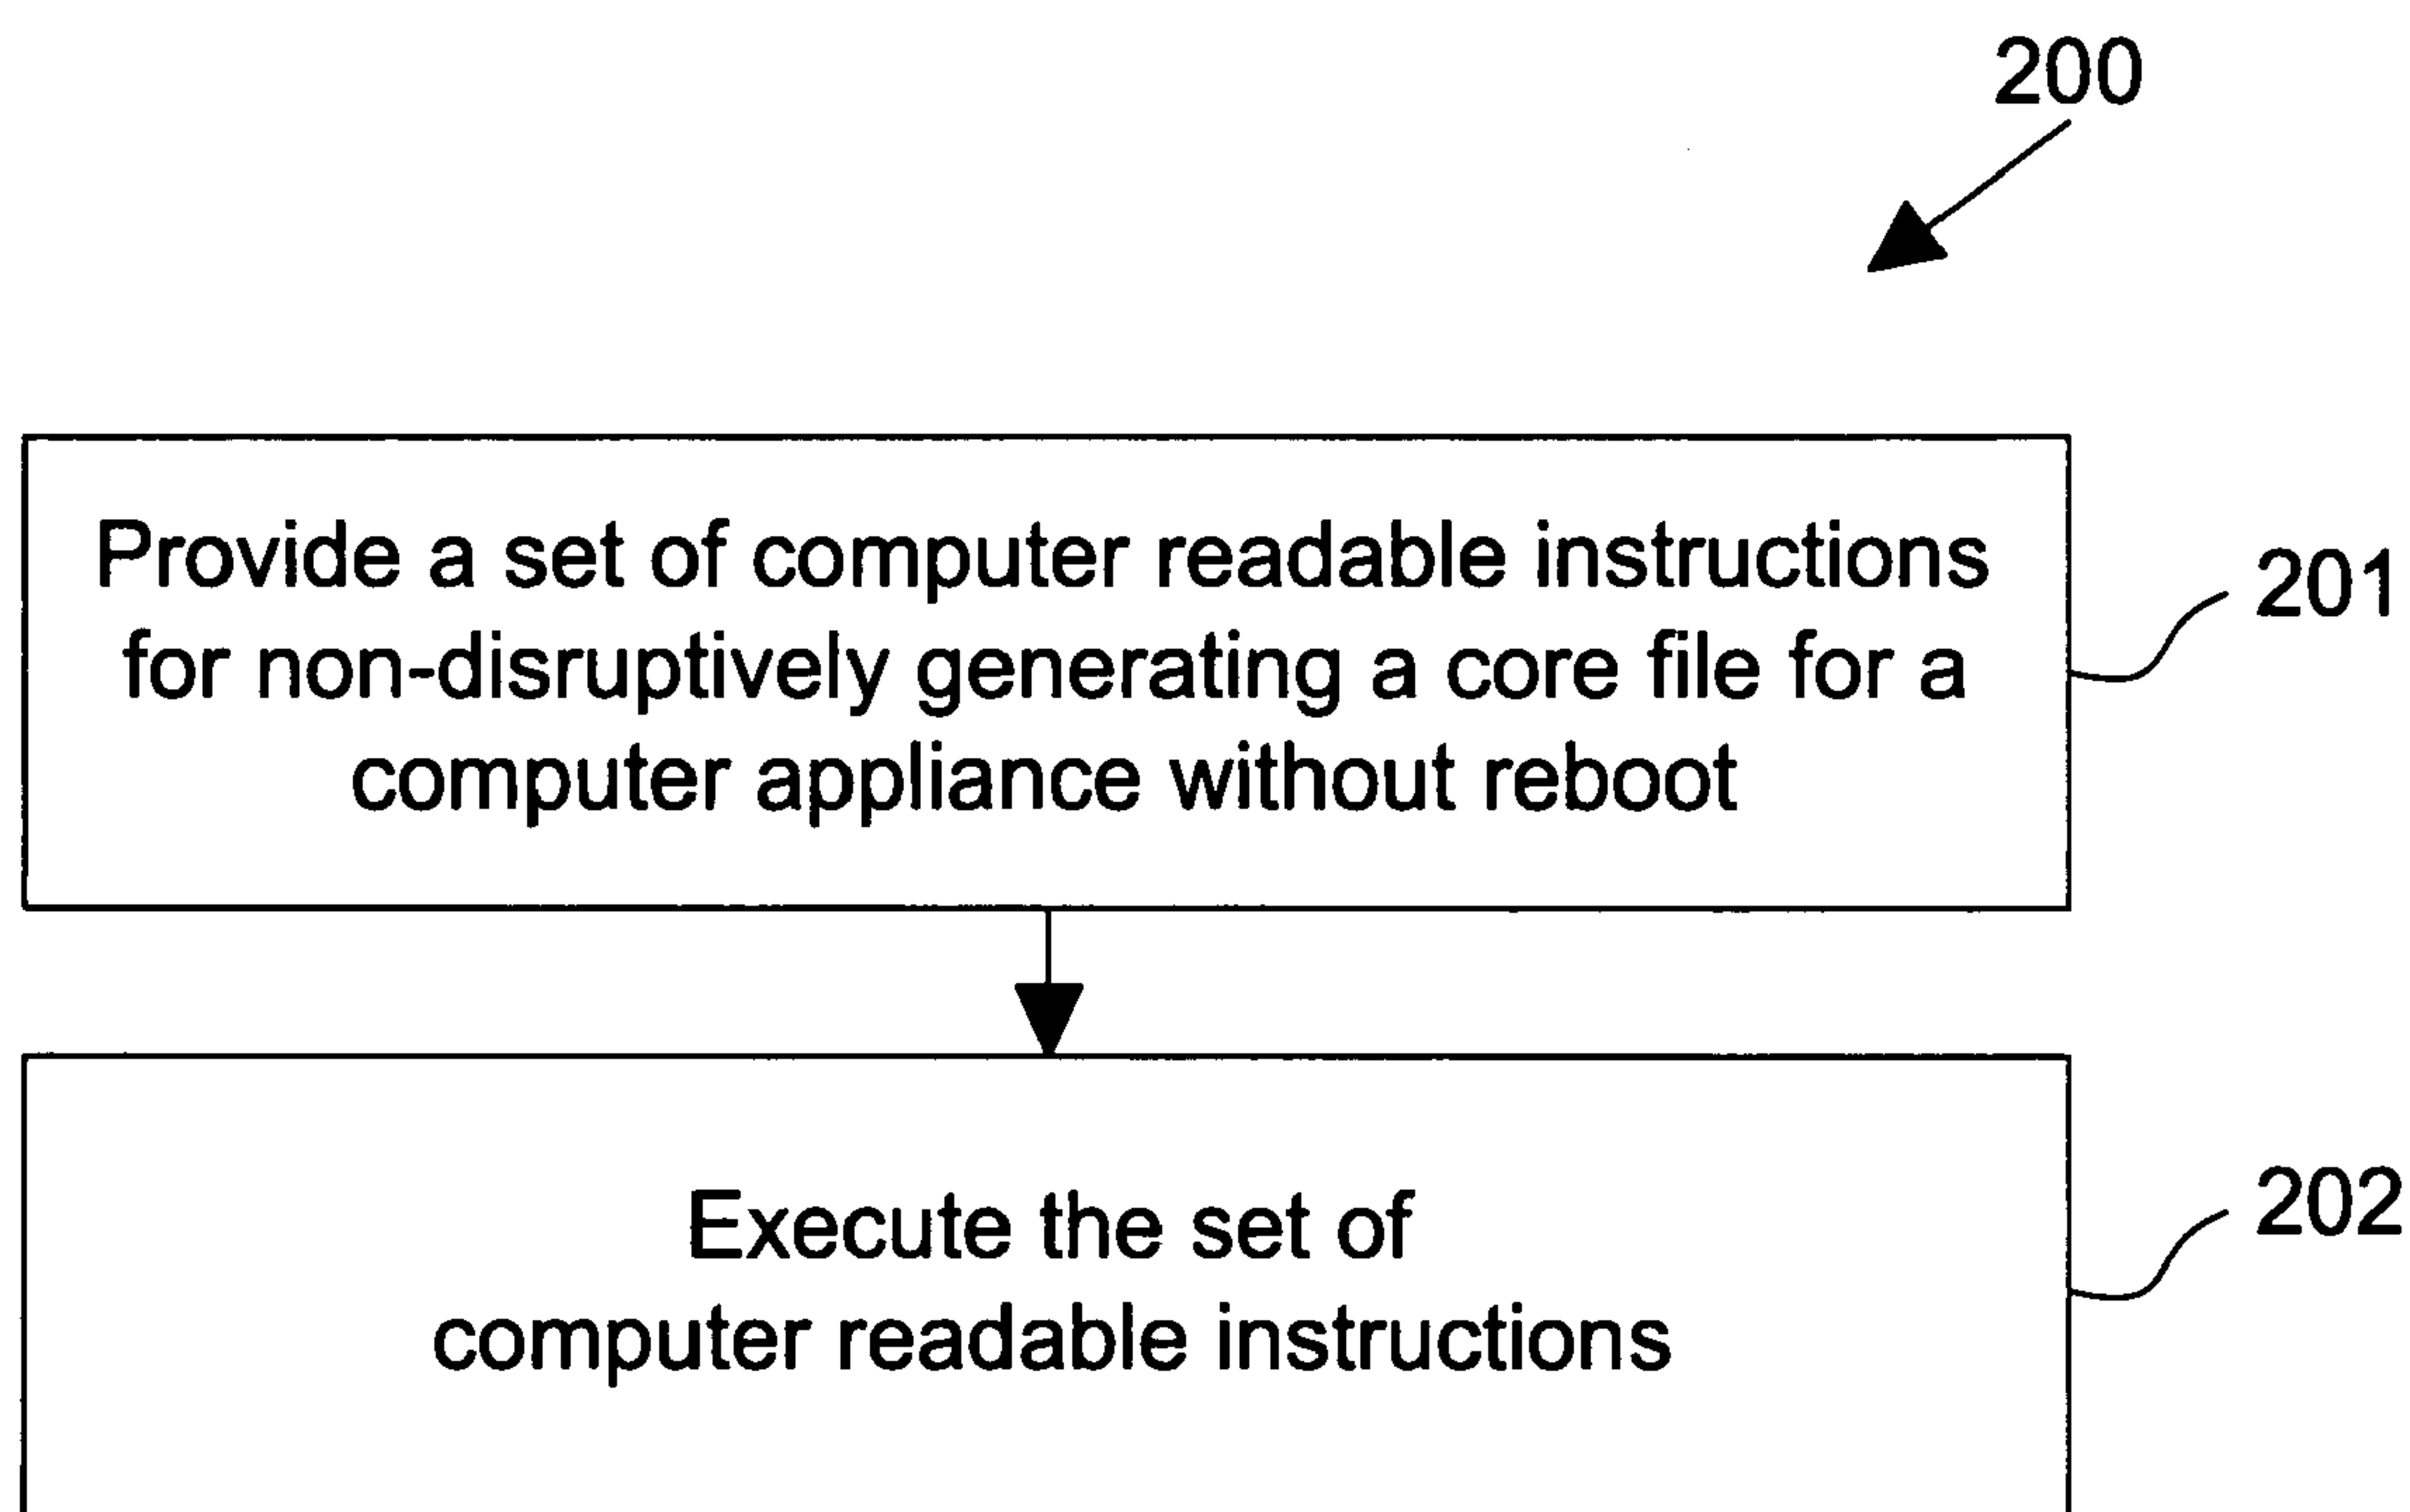 200
Provide a set of computer readable instructions
for non-disruptively generating a core file for a
computer appliance without reboot
201
Execute the set of
computer readable instructions
202